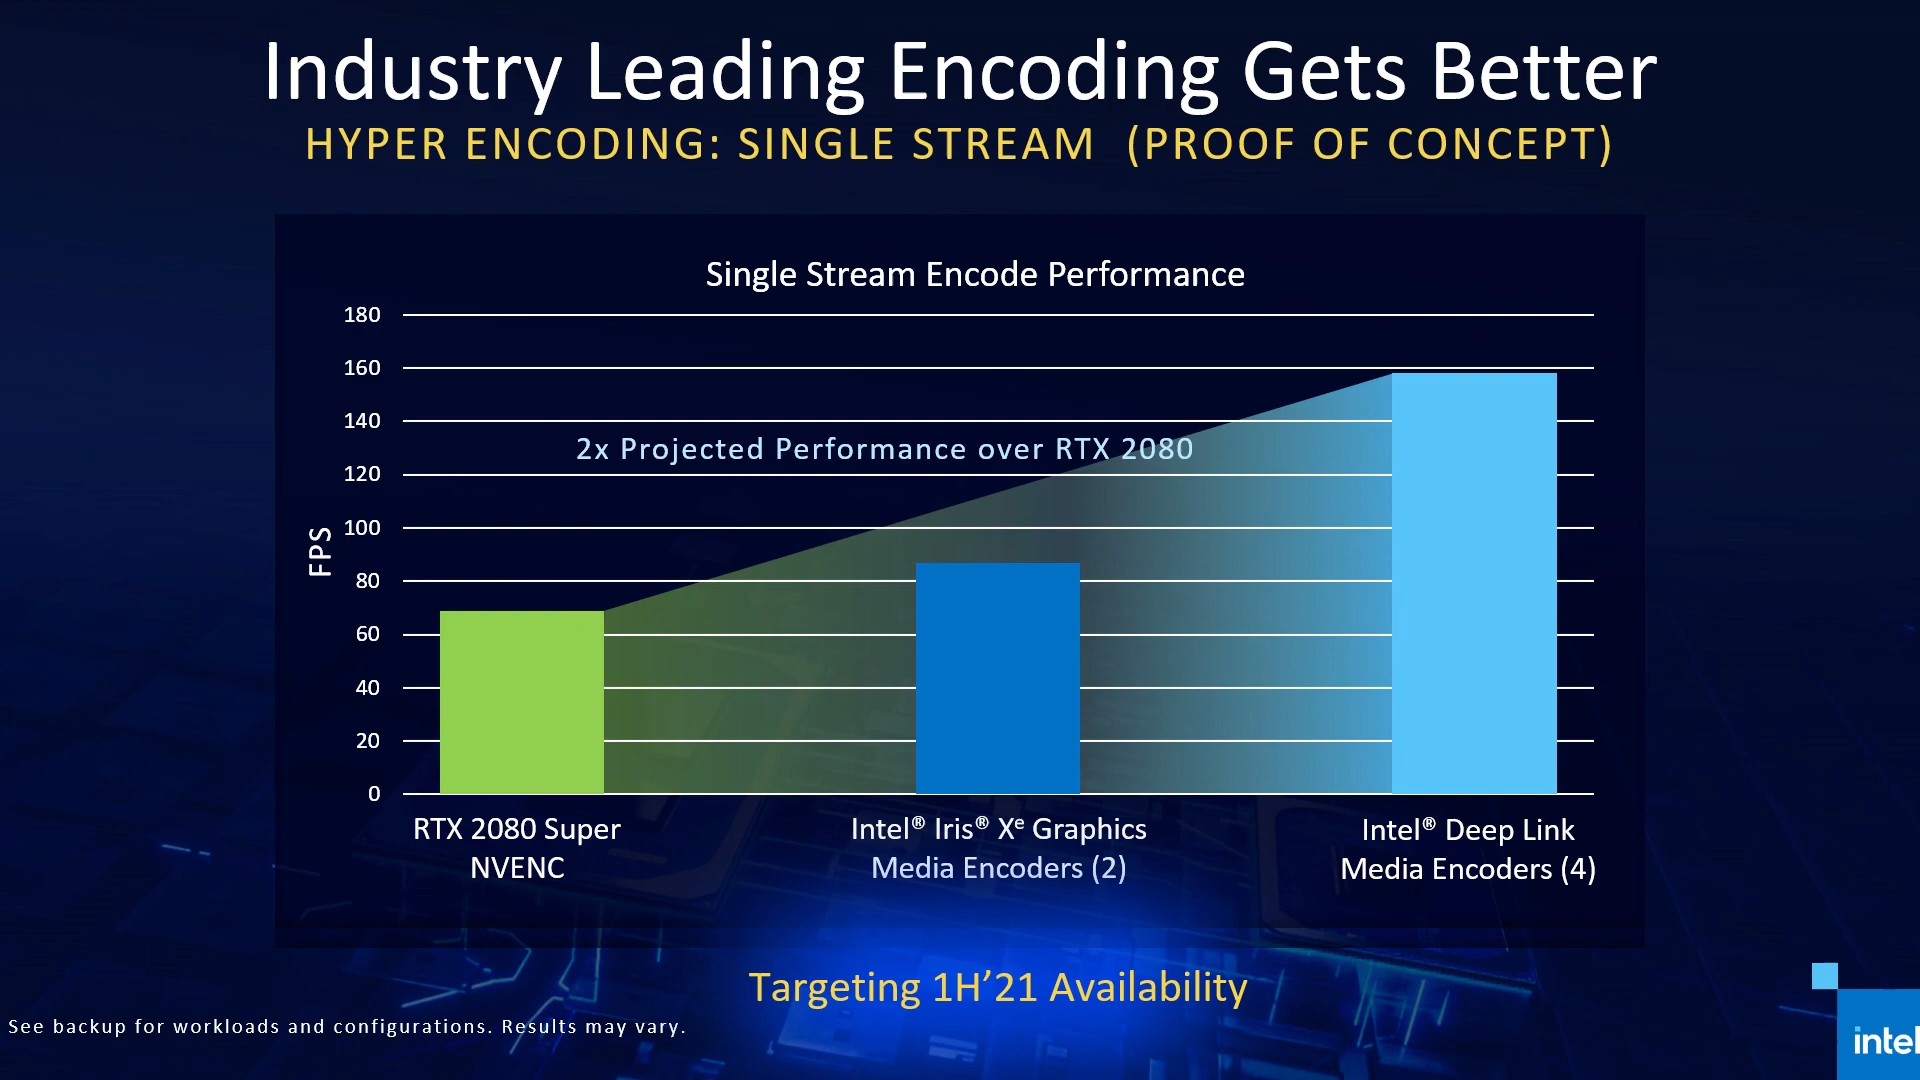 Industry Leading Encoding Gets Better
HYPER ENCODING: SINGLE STREAM (PROOF OF CONCEPT)
Single Stream Encode Performance
180
160
140
2x Projected Performance over RTX 2080
120
100
FPS
80
60
40
20
0
RTX 2080 Super
NVENC
Intel® Iris® Xᵉ Graphics
Media Encoders (2)
Intel® Deep Link
Media Encoders (4)
Targeting 1H’21 Availability
See backup for workloads and configurations. Results may vary.
intel